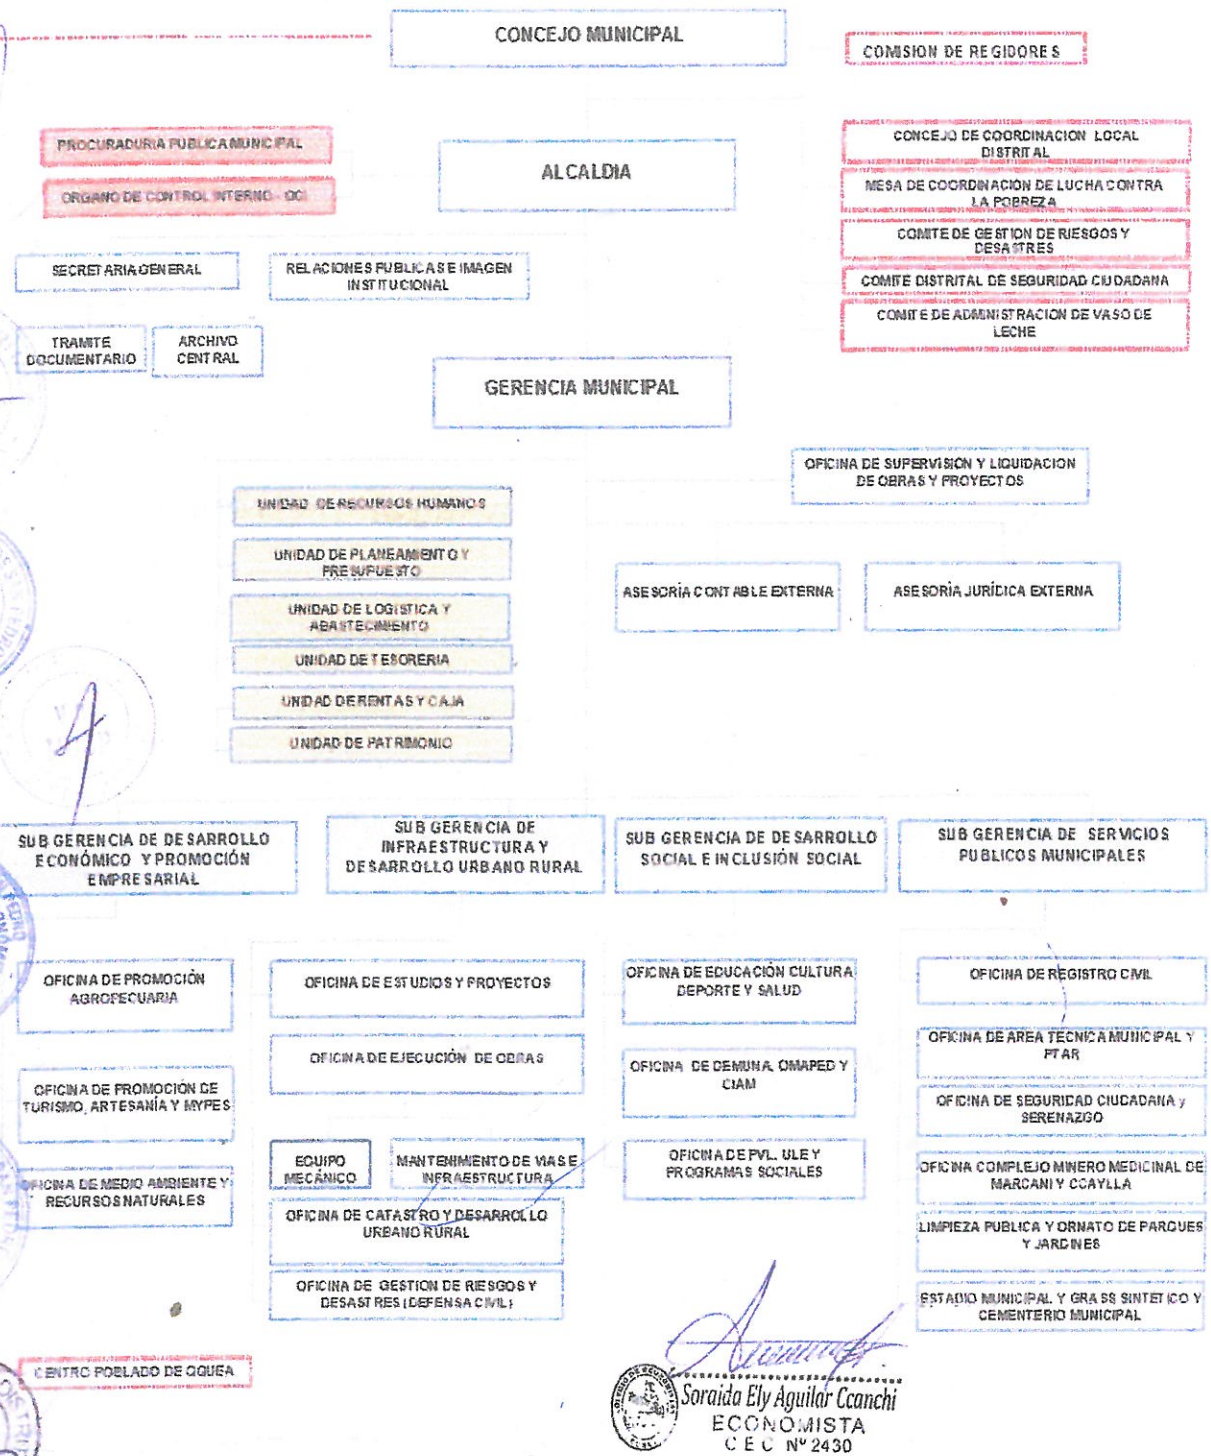 CONCEJO MUNICIPAL
COMISION DE REGIDORES
PROCURADURIA PUBLICA MUNICIPAL
ORGANO DE CONTROL INTERNO - OCI
ALCALDIA
CONCEJO DE COORDINACION LOCAL
DISTRITAL
MESA DE COORDINACION DE LUCHA CONTRA
LA POBREZA
COMITE DE GESTION DE RIESGOS Y
DESASTRES
COMITE DISTRITAL DE SEGURIDAD CIUDADANA
COMITE DE ADMINISTRACION DE VASO DE
LECHE
SECRETARIA GENERAL
RELACIONES PUBLICAS E IMAGEN
INSTITUCIONAL
TRAMITE
DOCUMENTARIO
ARCHIVO
CENTRAL
GERENCIA MUNICIPAL
OFICINA DE SUPERVISIÓN Y LIQUIDACION
DE OBRAS Y PROYECTOS
UNIDAD DE RECURSOS HUMANOS
UNIDAD DE PLANEAMIENTO Y
PRESUPUESTO
UNIDAD DE LOGISTICA Y
ABASTECIMIENTO
UNIDAD DE TESORERIA
UNIDAD DE RENTAS Y CAJA
UNIDAD DE PATRIMONIO
ASESORÍA CONTABLE EXTERNA
ASESORÍA JURÍDICA EXTERNA
SUB GERENCIA DE DESARROLLO
ECONÓMICO Y PROMOCIÓN
EMPRESARIAL
SUB GERENCIA DE
INFRAESTRUCTURA Y
DESARROLLO URBANO RURAL
SUB GERENCIA DE DESARROLLO
SOCIAL E INCLUSIÓN SOCIAL
SUB GERENCIA DE SERVICIOS
PUBLICOS MUNICIPALES
OFICINA DE PROMOCIÓN
AGROPECUARIA
OFICINA DE PROMOCIÓN DE
TURISMO, ARTESANÍA Y MYPES
OFICINA DE MEDIO AMBIENTE Y
RECURSOS NATURALES
OFICINA DE ESTUDIOS Y PROYECTOS
OFICINA DE EJECUCIÓN DE OBRAS
EQUIPO
MECÁNICO
MANTENIMIENTO DE VIAS E
INFRAESTRUCTURA
OFICINA DE CATASTRO Y DESARROLLO
URBANO RURAL
OFICINA DE GESTION DE RIESGOS Y
DESASTRES (DEFENSA CIVIL)
OFICINA DE EDUCACIÓN CULTURA
DEPORTE Y SALUD
OFICINA DE DEMUNA, OMAPED Y
CIAM
OFICINA DE PVL, ULE Y
PROGRAMAS SOCIALES
OFICINA DE REGISTRO CIVIL
OFICINA DE AREA TECNICA MUNICIPAL Y
PTAR
OFICINA DE SEGURIDAD CIUDADANA y
SERENAZGO
OFICINA COMPLEJO MINERO MEDICINAL DE
MARCANI Y CCAYLLA
LIMPIEZA PUBLICA Y ORNATO DE PARQUES
Y JARDINES
ESTADIO MUNICIPAL Y GRASS SINTETICO Y
CEMENTERIO MUNICIPAL
CENTRO POBLADO DE QQUEA
Soraida Ely Aguilar Ccanchi
ECONOMISTA
C E C Nº 2430